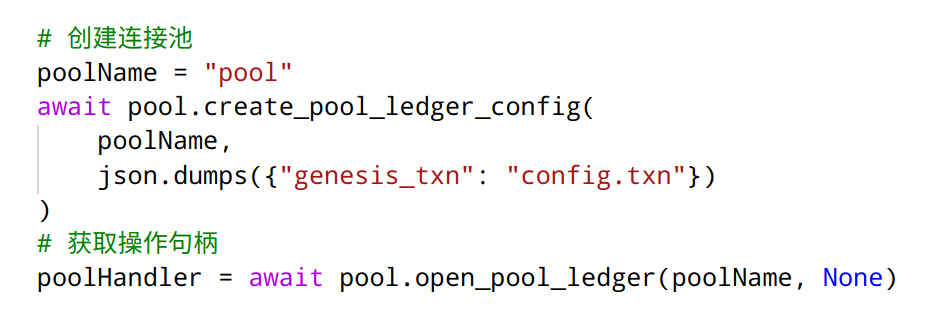 # 创建连接池
poolName = "pool"
await pool.create_pool_ledger_config(
    poolName,
    json.dumps({"genesis_txn": "config.txn"})
)
# 获取操作句柄
poolHandler = await pool.open_pool_ledger(poolName, None)